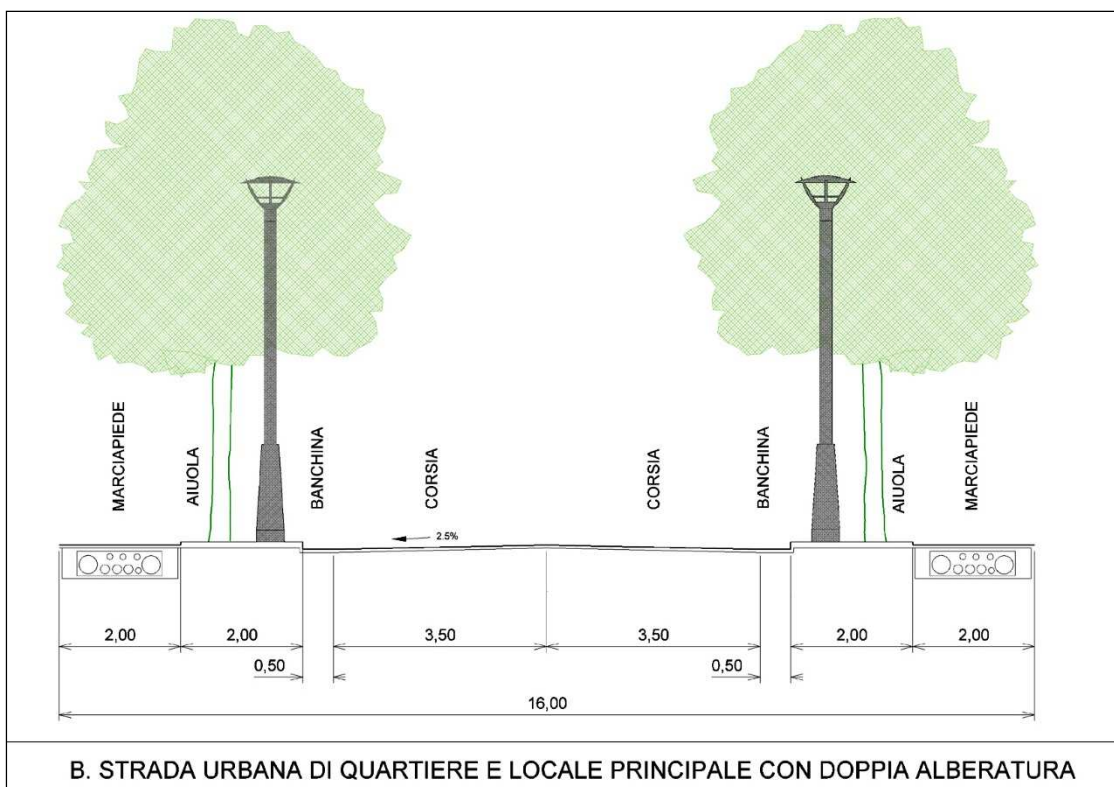 MARCIAPIEDE
AIUOLA
BANCHINA
CORSIA
CORSIA
BANCHINA
AIUOLA
MARCIAPIEDE
2.5%
2,00
2,00
3,50
3,50
2,00
2,00
0,50
0,50
16,00
B. STRADA URBANA DI QUARTIERE E LOCALE PRINCIPALE CON DOPPIA ALBERATURA